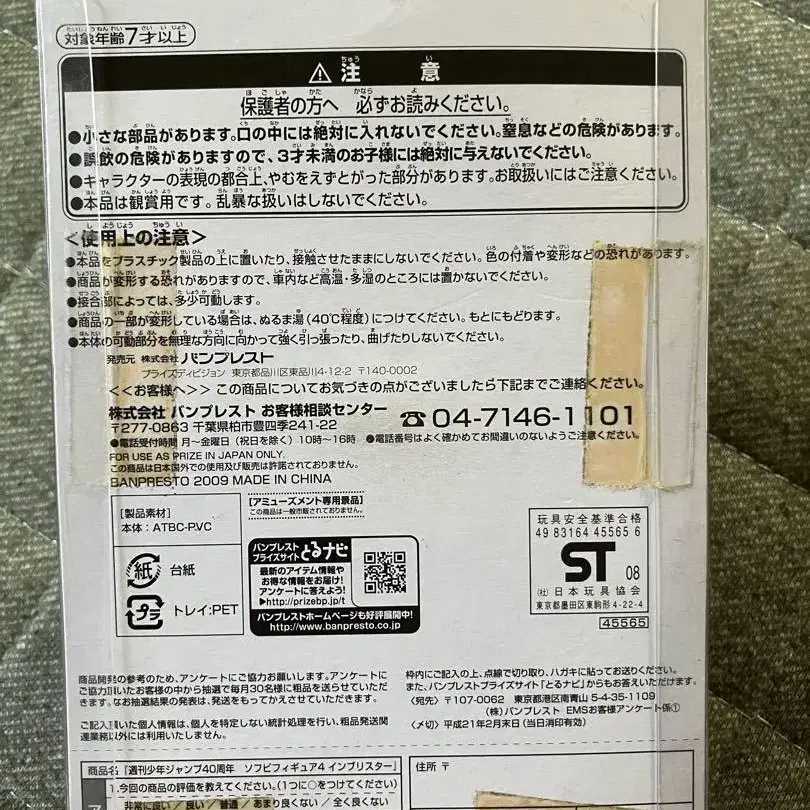 対象年齢7才以上
⚠注 意
保護者の方へ 必ずお読みください。
●小さな部品があります。口の中には絶対に入れないでください。窒息などの危険があります。
●誤飲の危険がありますので、3才未満のお子様には絶対に与えないでください。
●キャラクターの表現の都合上、やむをえずとがった部分があります。お取扱いにはご注意ください。
●本品は観賞用です。乱暴な扱いはしないでください。
<使用上の注意>
●本品をプラスチック製品の上に置いたり、接触させたままにしないでください。色の付着や変形などの恐れがあります。
●商品が変形する恐れがありますので、車内など高温・多湿のところには置かないでください。
●接合部によっては、多少可動します。
●商品の一部が変形している場合は、ぬるま湯(40℃程度)につけてください。もとにもどります。
●本体の可動部分を無理な方向に向かって強く引っ張ったり、曲げたりしないでください。
発売元 株式会社 バンプレスト
プライズディビジョン 東京都品川区東品川4-12-2 〒140-0002
<<お客様へ>> この商品についてお気づきの点がございましたら下記までご連絡ください。
株式会社 バンプレスト お客様相談センター ☎04-7146-1101
〒277-0863 千葉県柏市豊四季241-22
●電話受付時間 月~金曜日(祝日を除く)10時~16時 ●電話番号はよく確かめてお間違いのないようご注意ください。
FOR USE AS PRIZE IN JAPAN ONLY.
この商品は日本国外での使用及び販売は許諾されておりません。
BANPRESTO 2009 MADE IN CHINA
[製品素材]
本体:ATBC-PVC
[アミューズメント専用景品]
この商品は一般市販されておりません。
紙 台紙
プラ トレイ:PET
バンプレスト
プライズサイト とるナビ
最新のアイテム情報や
お得な情報をお届け!
アンケートに答えよう!
▶http://prizebp.jp/t
バンプレストホームページも好評展開中!
http://www.banpresto.co.jp
玩具安全基準合格
49 83164 45565 6
ST 08
(社)日本玩具協会
東京都墨田区東駒形4-22-4
45565
商品開発の参考のため、アンケートにご協力お願いします。アンケートに
ご協力いただいたお客様の中から抽選で毎月30名様に粗品を送らせていただき
ます。なお抽選結果の発表は、発送をもってかえさせていただきます。
ご記入いただいた個人情報は、個人を特定しない統計処理を行い、粗品発送関
連業務以外には利用いたしません。
枠内にご記入の上、点線で切り取り、ハガキに貼ってお送りください。
また、バンプレストプライズサイト「とるナビ」からもお答えいただけます。
<宛先> 〒107-0062 東京都港区南青山 5-4-35-1109
(株)バンプレスト EMSお客様アンケート係①
<〆切> 平成21年2月末日(当日消印有効)
商品名「週刊少年ジャンプ40周年 ソフビフィギュア4 インブリスター」
1.今回の商品の評価を教えてください。(1つに○をつけてください)
非常に良い / 良い / 普通 / あまり良くない / 全く良くない
住所 〒